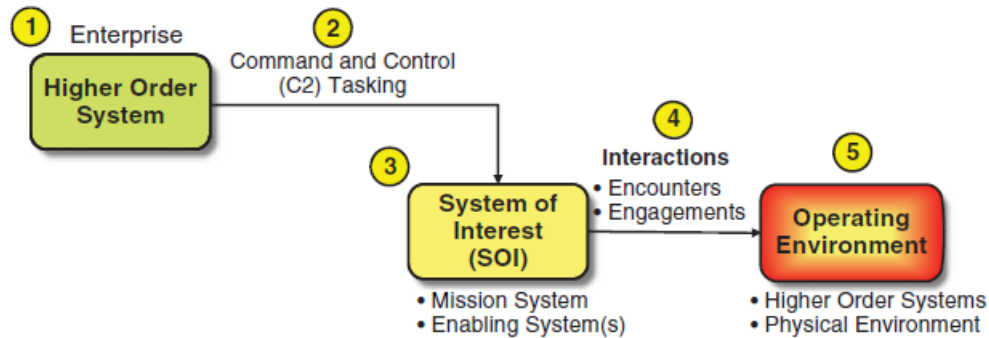 1
Enterprise
Higher Order
System
2
Command and Control
(C2) Tasking
3
System of
Interest
(SOI)
• Mission System
• Enabling System(s)
4
Interactions
• Encounters
• Engagements
5
Operating
Environment
• Higher Order Systems
• Physical Environment